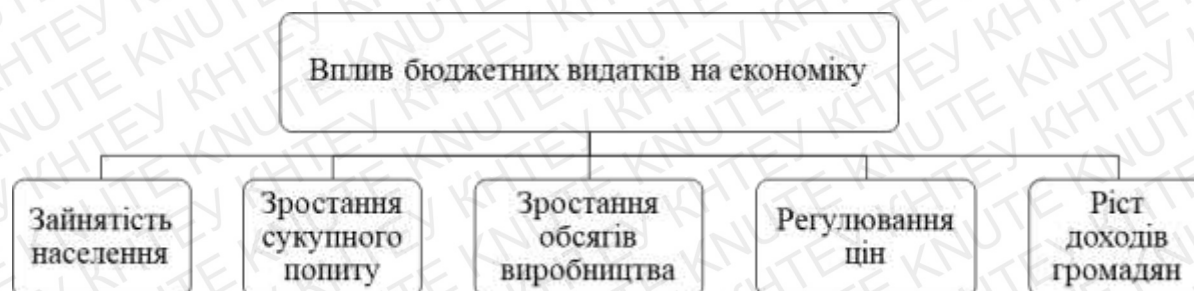 Вплив бюджетних видатків на економіку
Зайнятість
населення
Зростання
сукупного
попиту
Зростання
обсягів
виробництва
Регулювання
цін
Ріст
доходів
громадян